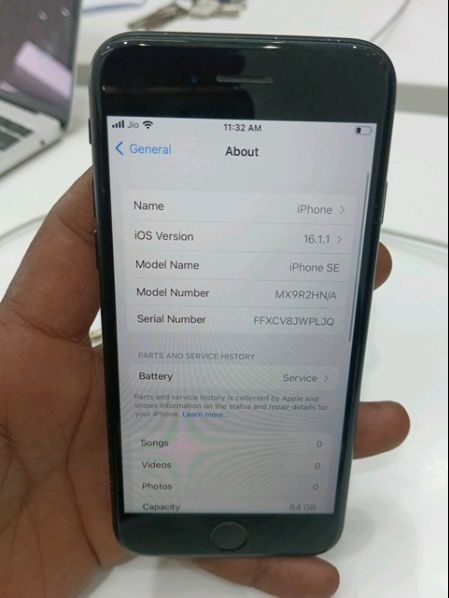 Jio 11:32 AM
General About
Name iPhone
iOS Version 16.1.1
Model Name iPhone SE
Model Number MX9R2HN/A
Serial Number FFXCV8JWPLJQ
PARTS AND SERVICE HISTORY
Battery Service
Parts and service history is collected by Apple and
shows information on the status and repair details for
your iPhone. Learn more...
Songs 0
Videos 0
Photos 0
Capacity 64 GB